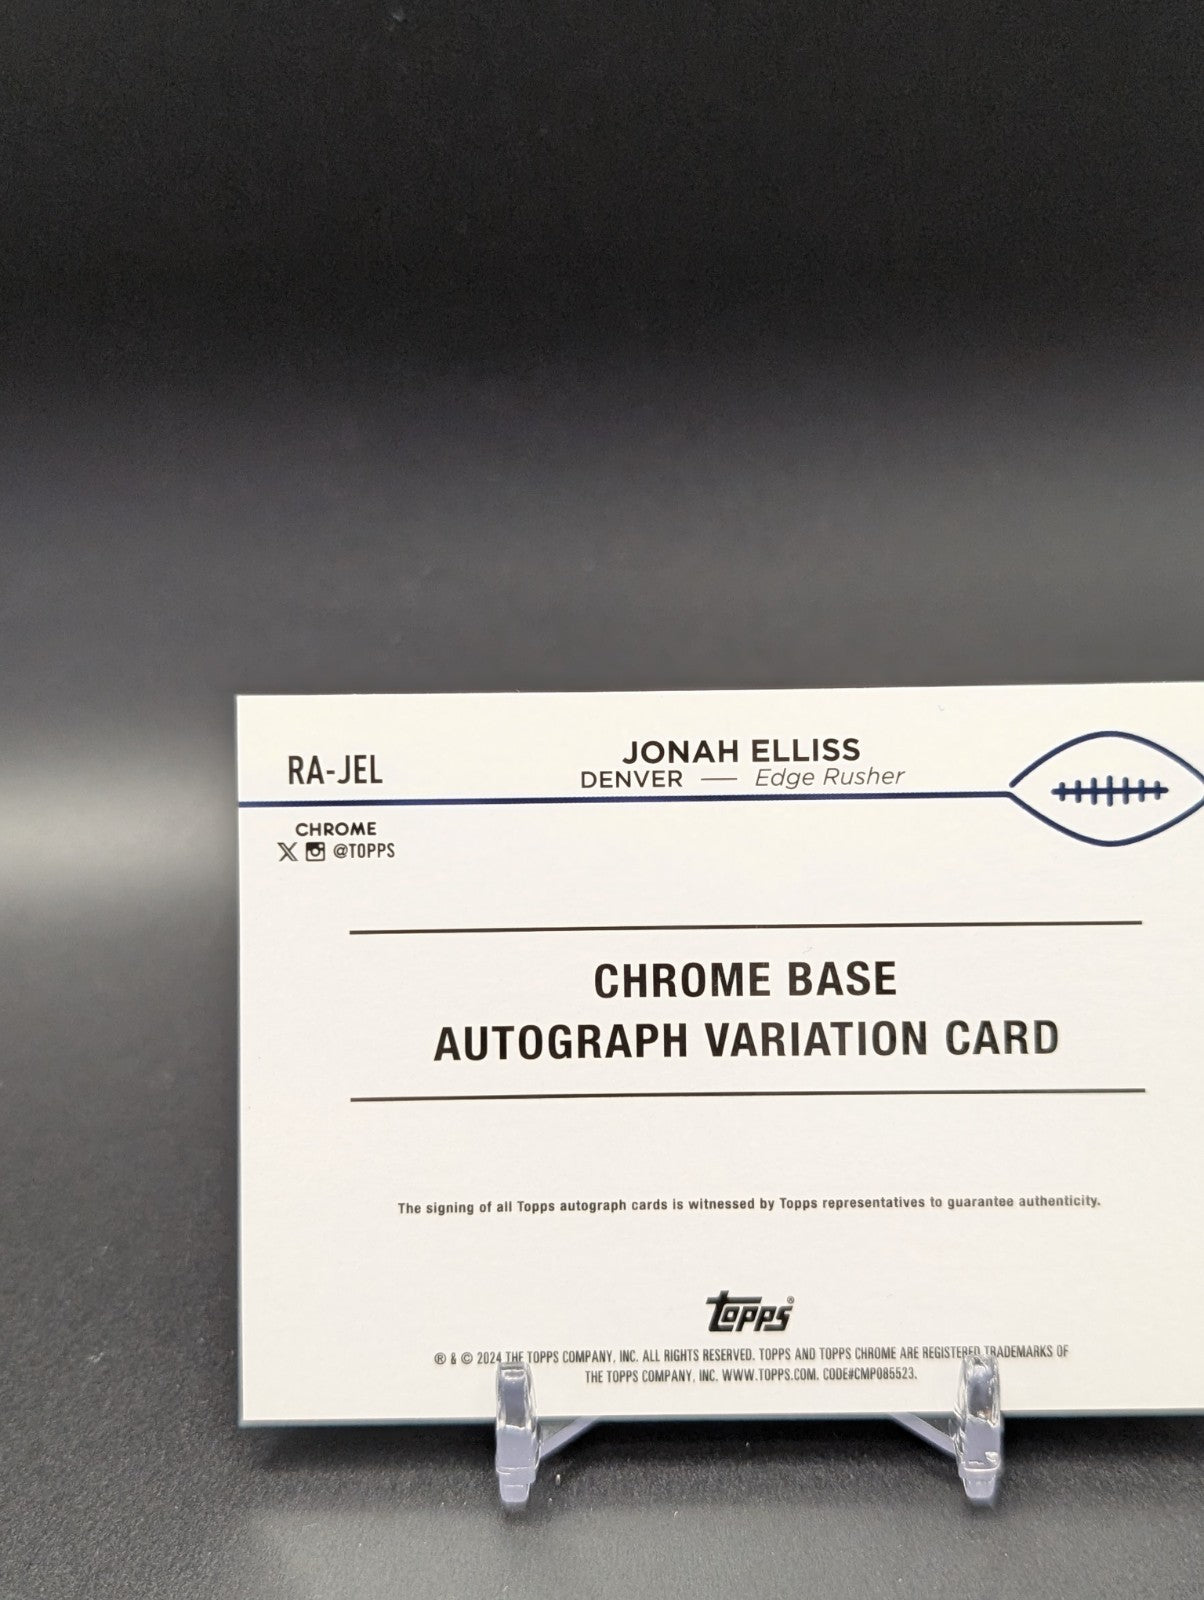 RA-JEL
JONAH ELLISS
DENVER — Edge Rusher
CHROME
@TOPPS
CHROME BASE
AUTOGRAPH VARIATION CARD
The signing of all Topps autograph cards is witnessed by Topps representatives to guarantee authenticity.
Topps®
® & © 2024 THE TOPPS COMPANY, INC. ALL RIGHTS RESERVED. TOPPS AND TOPPS CHROME ARE REGISTERED TRADEMARKS OF
THE TOPPS COMPANY, INC. WWW.TOPPS.COM. CODE#CMP085523.